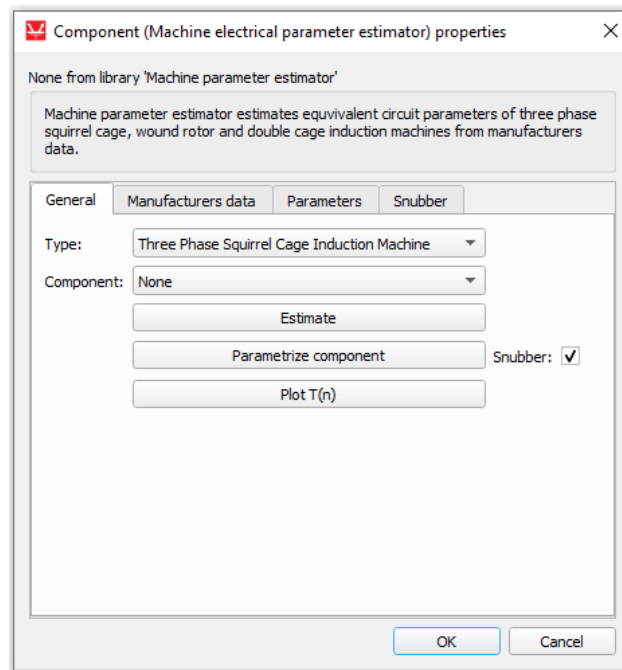 Component (Machine electrical parameter estimator) properties
None from library 'Machine parameter estimator'
Machine parameter estimator estimates equvivalent circuit parameters of three phase
squirrel cage, wound rotor and double cage induction machines from manufacturers
data.
General Manufacturers data Parameters Snubber
Type: Three Phase Squirrel Cage Induction Machine
Component: None
Estimate
Parametrize component Snubber:
Plot T(n)
OK Cancel